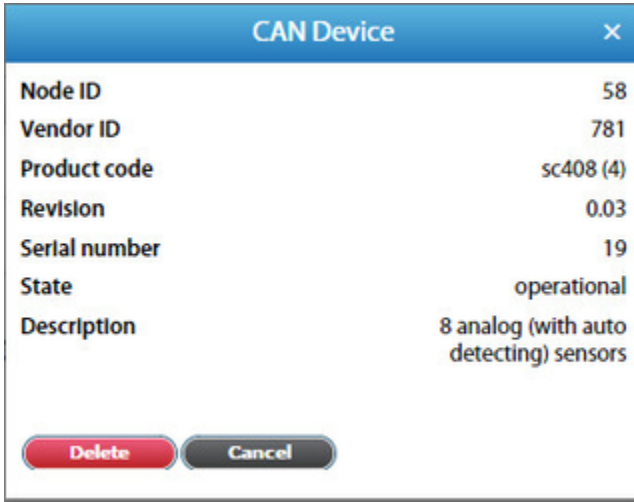 CAN Device ×
Node ID 58
Vendor ID 781
Product code sc408 (4)
Revision 0.03
Serial number 19
State operational
Description 8 analog (with auto
detecting) sensors
Delete Cancel